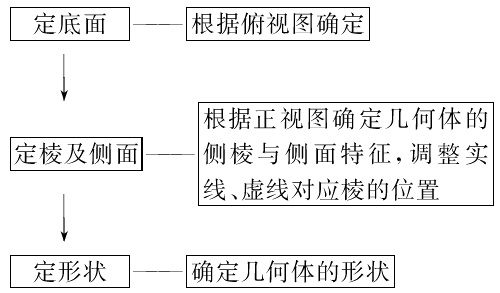 定底面
根据俯视图确定
定棱及侧面
根据正视图确定几何体的
侧棱与侧面特征,调整实
线、虚线对应棱的位置
定形状
确定几何体的形状